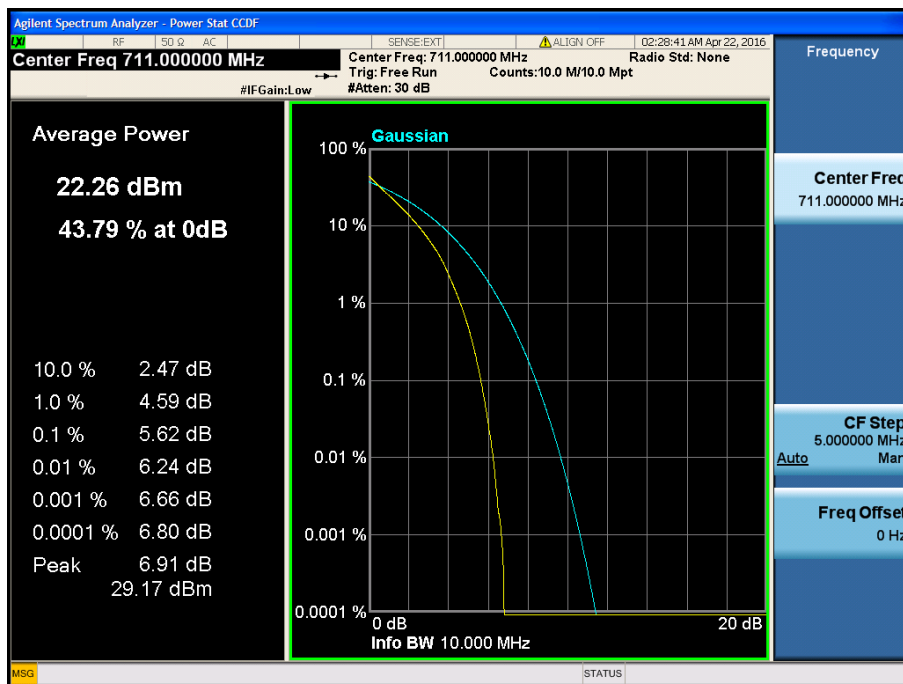 Agilent Spectrum Analyzer - Power Stat CCDF
LXI RF 50 Ω AC SENSE:EXT ALIGN OFF 02:28:41 AM Apr 22, 2016
Center Freq 711.000000 MHz
Center Freq: 711.000000 MHz Radio Std: None
Trig: Free Run Counts:10.0 M/10.0 Mpt
#IFGain:Low #Atten: 30 dB
Frequency
Average Power
22.26 dBm
43.79 % at 0dB
10.0 % 2.47 dB
1.0 % 4.59 dB
0.1 % 5.62 dB
0.01 % 6.24 dB
0.001 % 6.66 dB
0.0001 % 6.80 dB
Peak 6.91 dB
29.17 dBm
Gaussian
100 %
10 %
1 %
0.1 %
0.01 %
0.001 %
0.0001 %
0 dB 20 dB
Info BW 10.000 MHz
Center Freq
711.000000 MHz
CF Step
5.000000 MHz
Auto Man
Freq Offset
0 Hz
MSG STATUS